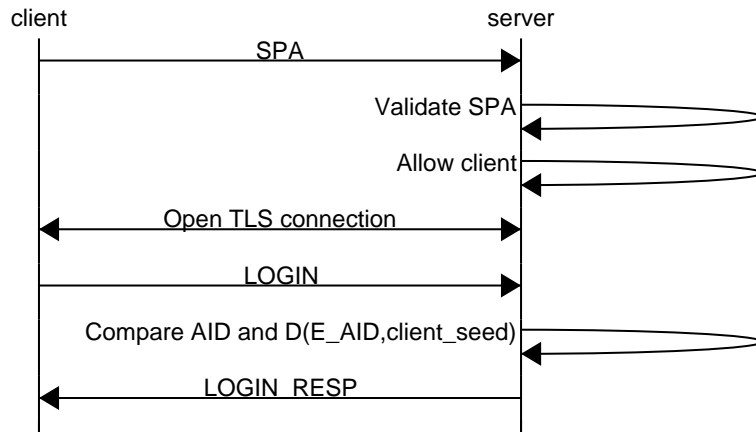 client
server
SPA
Validate SPA
Allow client
Open TLS connection
LOGIN
Compare AID and D(E_AID,client_seed)
LOGIN_RESP